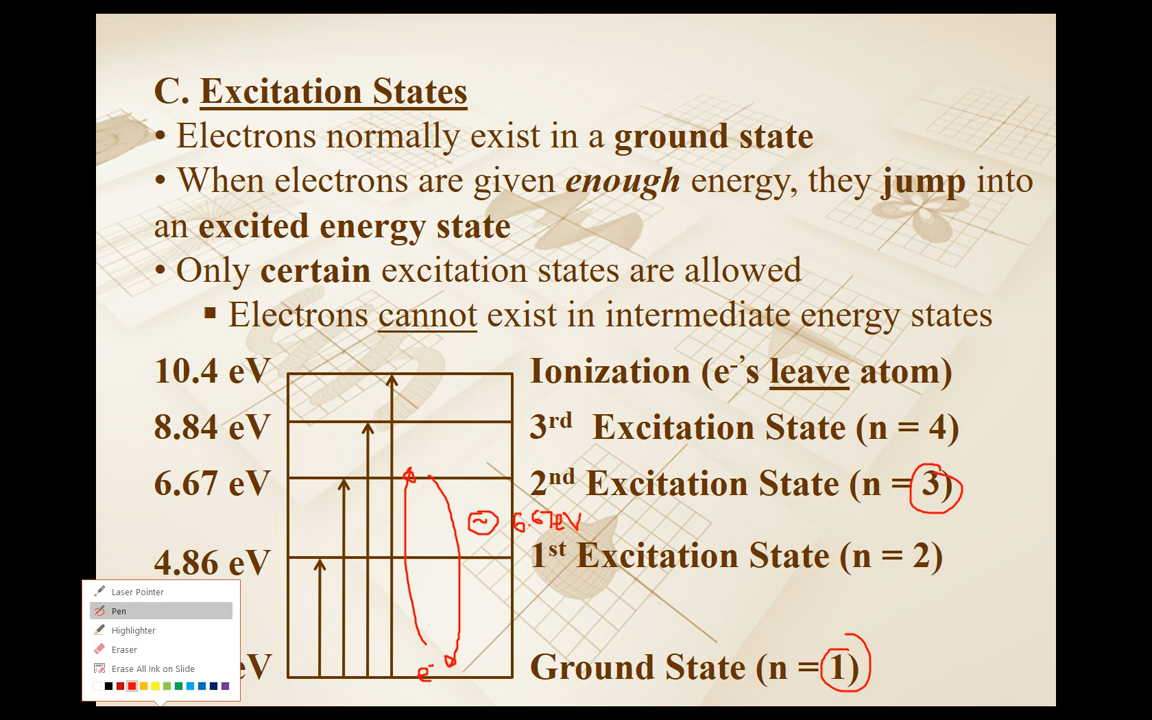 C. Excitation States
• Electrons normally exist in a ground state
• When electrons are given enough energy, they jump into
an excited energy state
• Only certain excitation states are allowed
▪ Electrons cannot exist in intermediate energy states
10.4 eV Ionization (e⁻'s leave atom)
8.84 eV 3rd Excitation State (n = 4)
6.67 eV 2nd Excitation State (n = 3)
~ 6.67eV
4.86 eV 1st Excitation State (n = 2)
Laser Pointer
Pen
Highlighter
Eraser
Erase All Ink on Slide
eV Ground State (n = 1)
e⁻